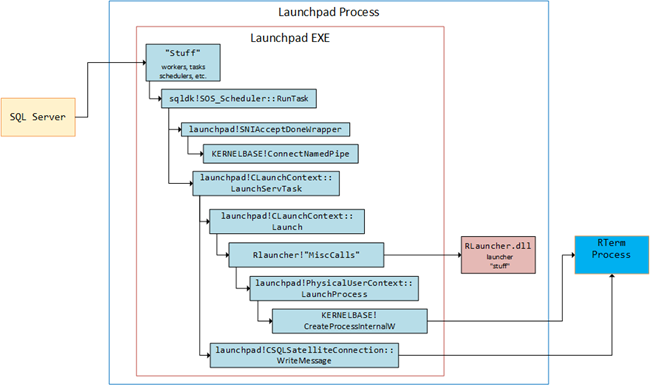 Launchpad Process
Launchpad EXE
"Stuff"
workers, tasks
schedulers, etc.
SQL Server
sqldk!SOS_Scheduler::RunTask
launchpad!SNIAcceptDoneWrapper
KERNELBASE!ConnectNamedPipe
launchpad!CLaunchContext::
LaunchServTask
launchpad!CLaunchContext::
Launch
Rlauncher!"MiscCalls"
RLauncher.dll
launcher
"stuff"
RTerm
Process
launchpad!PhysicalUserContext::
LaunchProcess
KERNELBASE!
CreateProcessInternalW
launchpad!CSQLSatelliteConnection::
WriteMessage